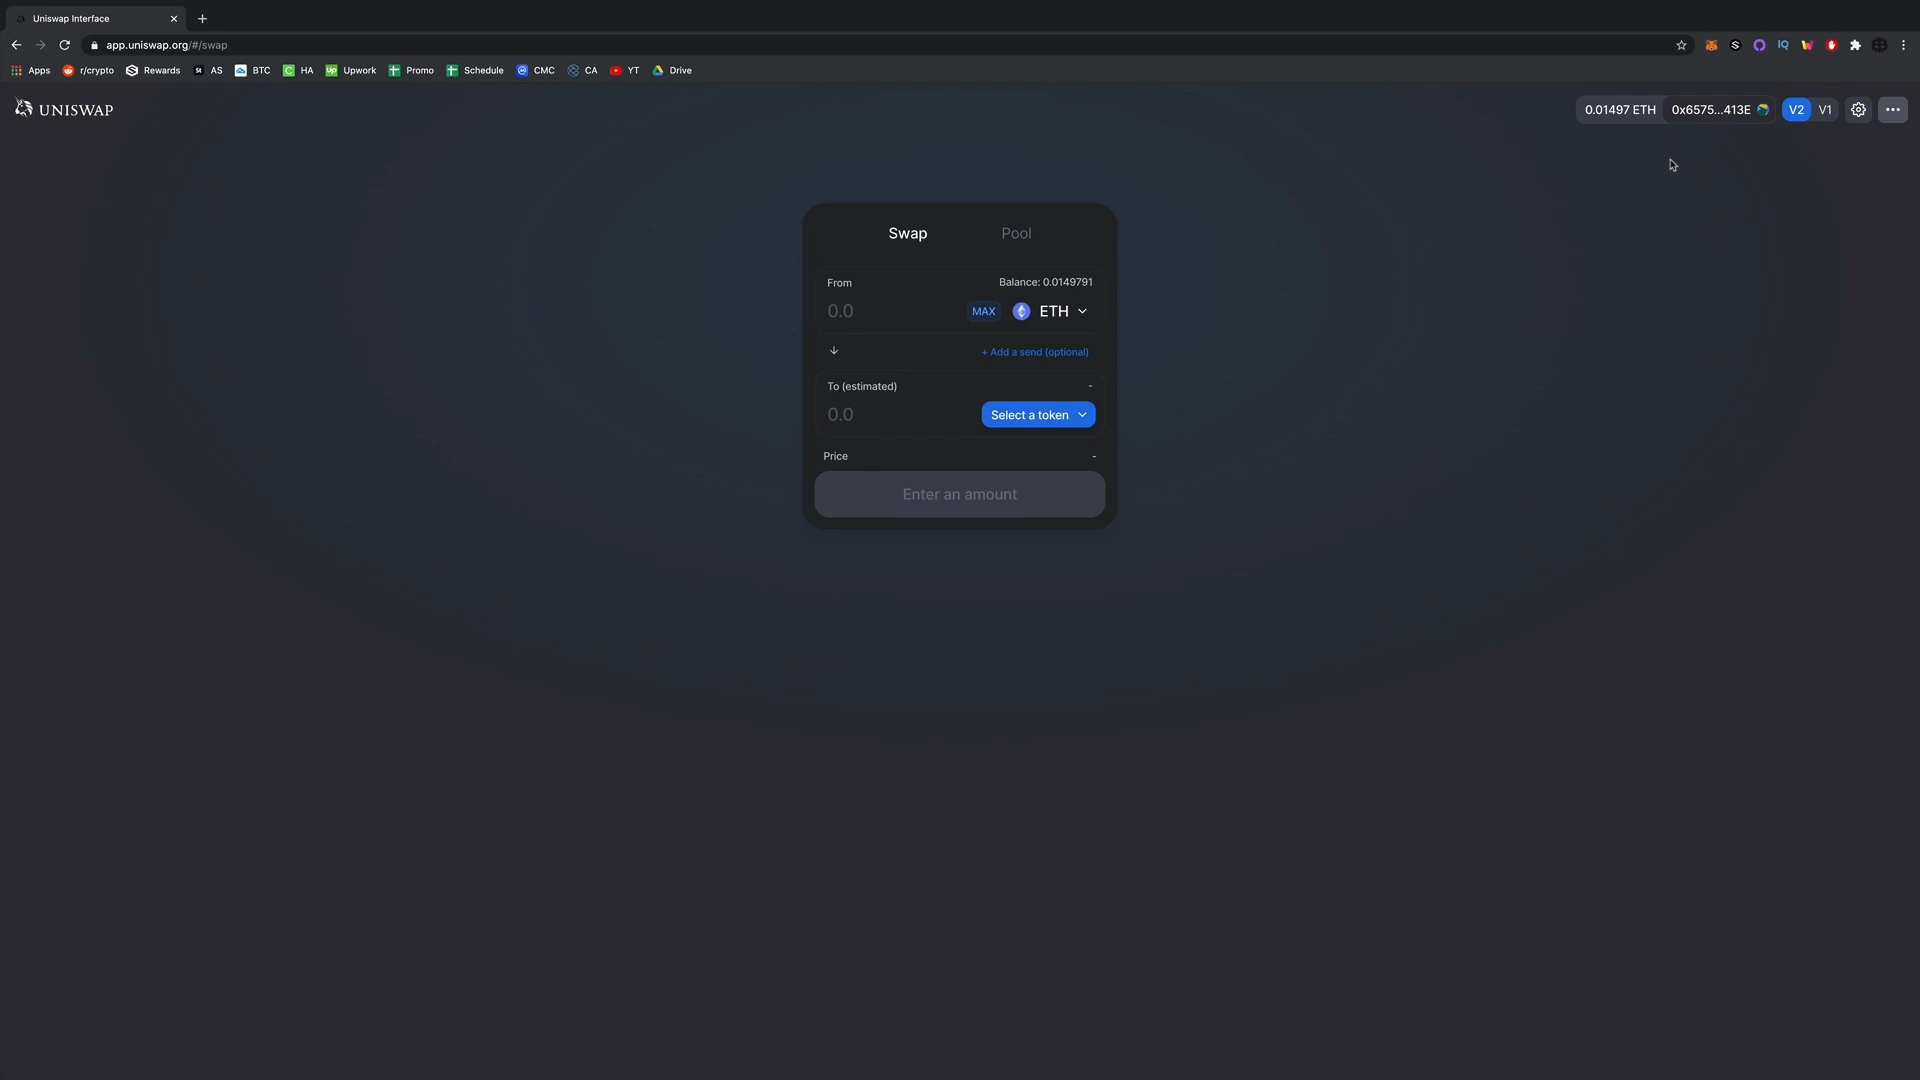 Uniswap Interface
app.uniswap.org/#/swap
Apps r/crypto Rewards AS BTC HA Upwork Promo Schedule CMC CA YT Drive
UNISWAP
0.01497 ETH 0x6575...413E V2 V1
Swap Pool
From Balance: 0.0149791
0.0 MAX ETH
+ Add a send (optional)
To (estimated) -
0.0 Select a token
Price -
Enter an amount